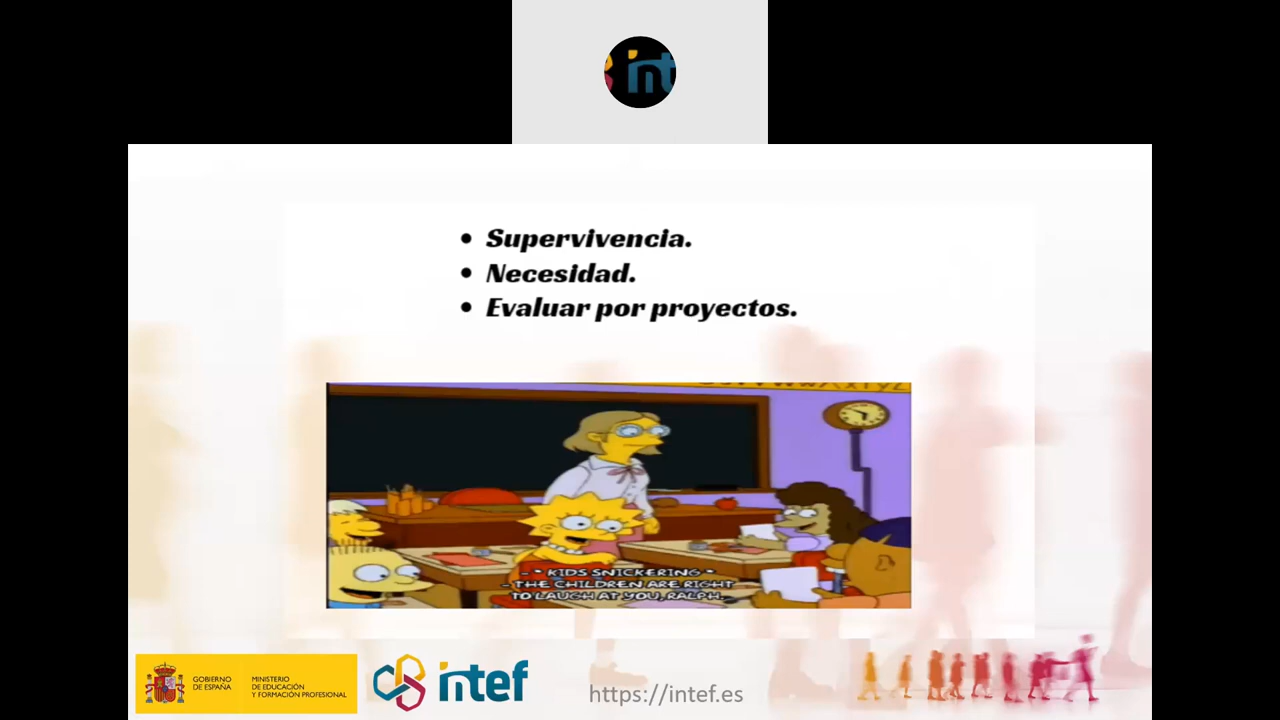 int
Supervivencia.
Necesidad.
Evaluar por proyectos.
- * KIDS SNICKERING *
- THE CHILDREN ARE RIGHT
TO LAUGH AT YOU, RALPH.
GOBIERNO
DE ESPAÑA
MINISTERIO
DE EDUCACIÓN
Y FORMACIÓN PROFESIONAL
intef
https://intef.es